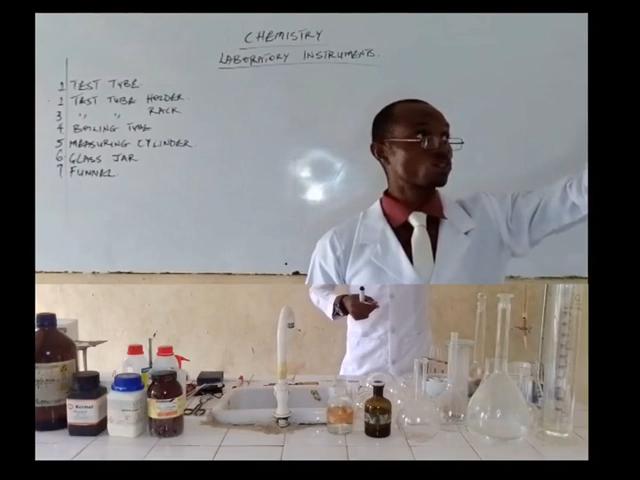 CHEMISTRY
LABORATORY INSTRUMENTS.
1 TEST TUBE.
2 TEST TUBE HOLDER.
3 " " RACK
4 BOILING TUBE
5 MEASURING CYLINDER.
6 GLASS JAR
7 FUNNEL